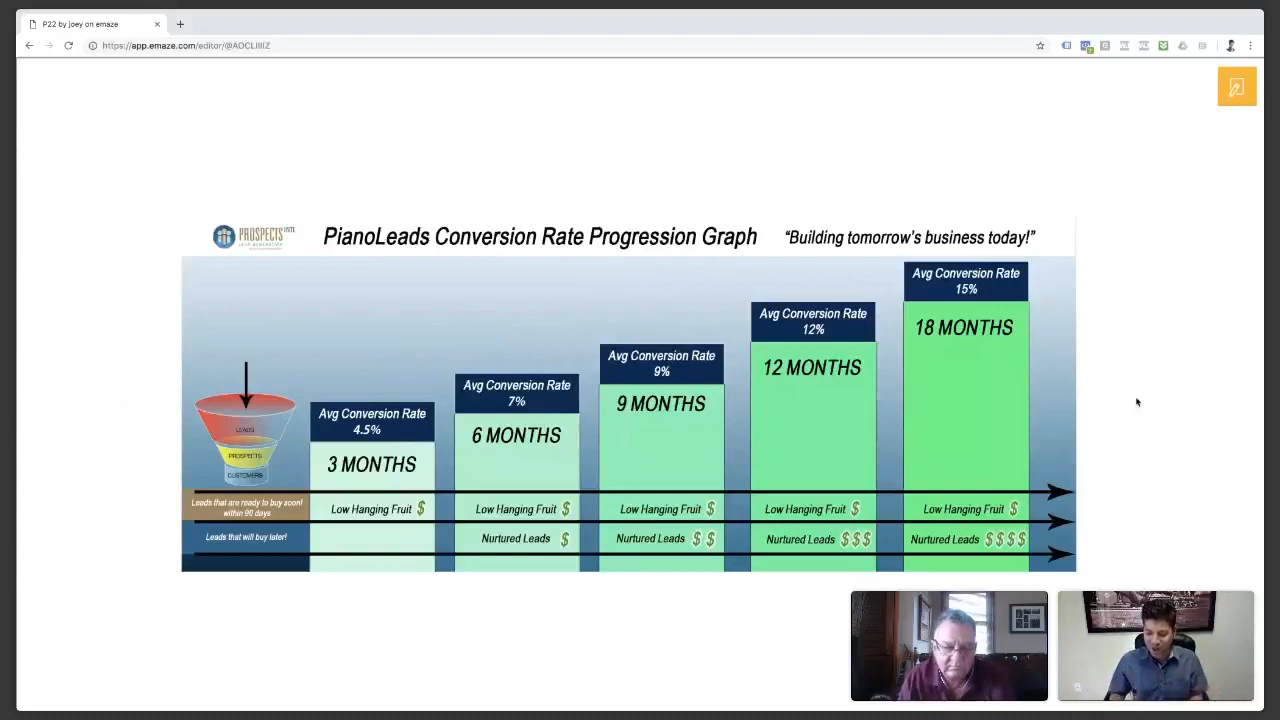 P22 by joey on emaze
https://app.emaze.com/editor/@AOCLIIIIZ
PROSPECTS INTL
LEAD GENERATION
PianoLeads Conversion Rate Progression Graph
“Building tomorrow’s business today!”
Avg Conversion Rate
15%
18 MONTHS
Avg Conversion Rate
12%
12 MONTHS
Avg Conversion Rate
9%
9 MONTHS
Avg Conversion Rate
7%
6 MONTHS
Avg Conversion Rate
4.5%
3 MONTHS
LEADS
PROSPECTS
CUSTOMERS
Leads that are ready to buy soon!
within 90 days
Low Hanging Fruit $
Low Hanging Fruit $
Low Hanging Fruit $
Low Hanging Fruit $
Low Hanging Fruit $
Leads that will buy later!
Nurtured Leads $
Nurtured Leads $ $
Nurtured Leads $$$
Nurtured Leads $$$$